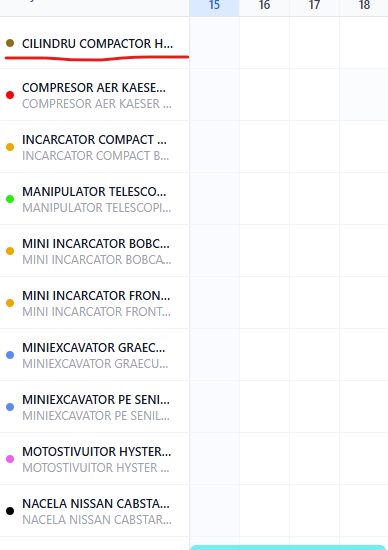 15 16 17 18
CILINDRU COMPACTOR H...
COMPRESOR AER KAESE...
COMPRESOR AER KAESER ...
INCARCATOR COMPACT ...
INCARCATOR COMPACT B...
MANIPULATOR TELESCO...
MANIPULATOR TELESCOPI...
MINI INCARCATOR BOBC...
MINI INCARCATOR BOBCA...
MINI INCARCATOR FRON...
MINI INCARCATOR FRONT...
MINIEXCAVATOR GRAEC...
MINIEXCAVATOR GRAECU...
MINIEXCAVATOR PE SENI...
MINIEXCAVATOR PE SENIL...
MOTOSTIVUITOR HYSTER...
MOTOSTIVUITOR HYSTER ...
NACELA NISSAN CABSTA...
NACELA NISSAN CABSTAR...